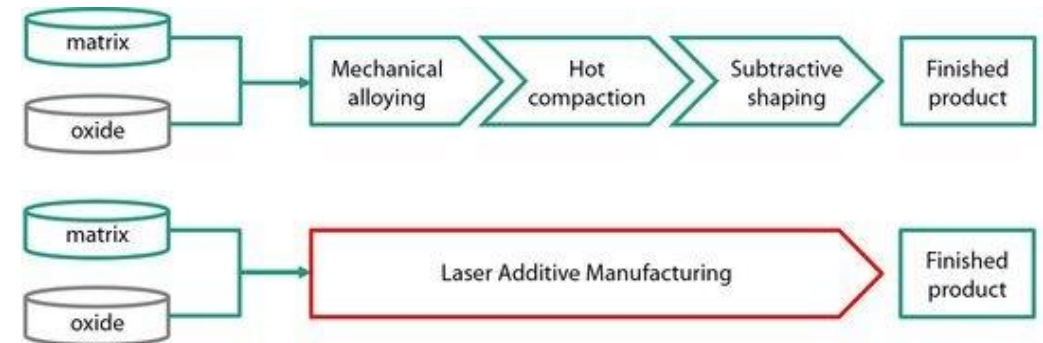 matrix
oxide
Mechanical
alloying
Hot
compaction
Subtractive
shaping
Finished
product
matrix
oxide
Laser Additive Manufacturing
Finished
product